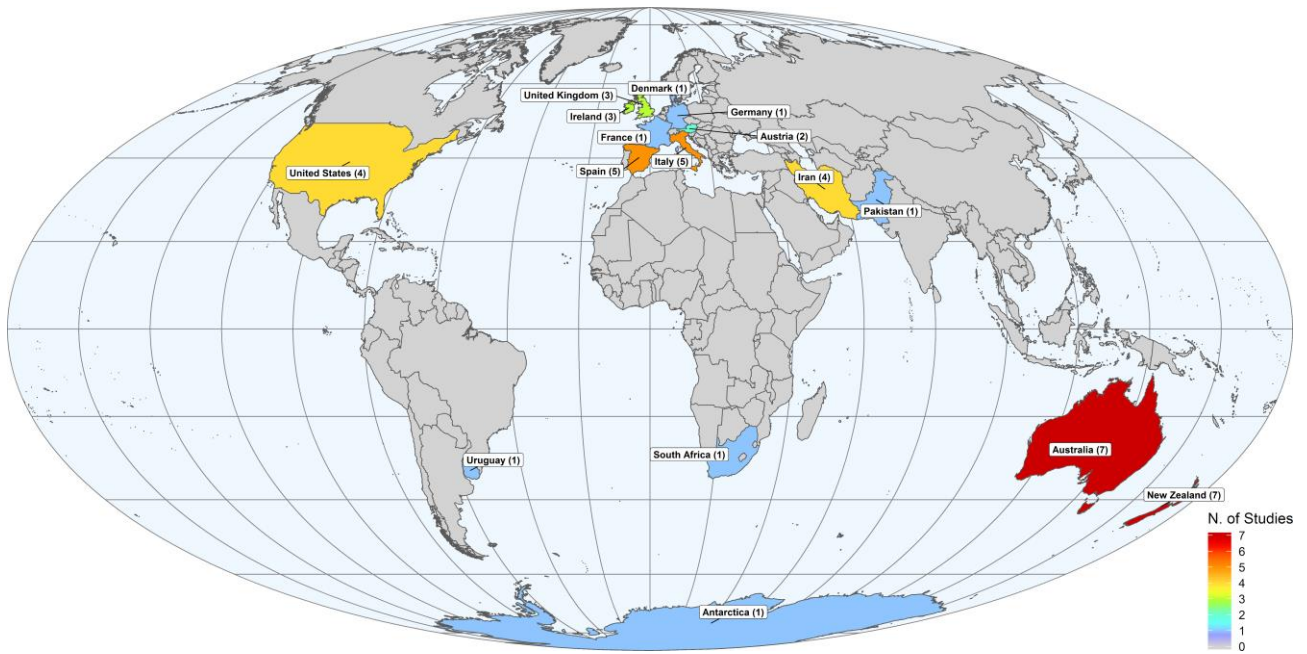 Denmark (1)
United Kingdom (3)
Germany (1)
Ireland (3)
Austria (2)
France (1)
Italy (5)
Spain (5)
United States (4)
Iran (4)
Pakistan (1)
Australia (7)
South Africa (1)
Uruguay (1)
New Zealand (7)
N. of Studies
7
6
5
4
3
2
1
0
Antarctica (1)